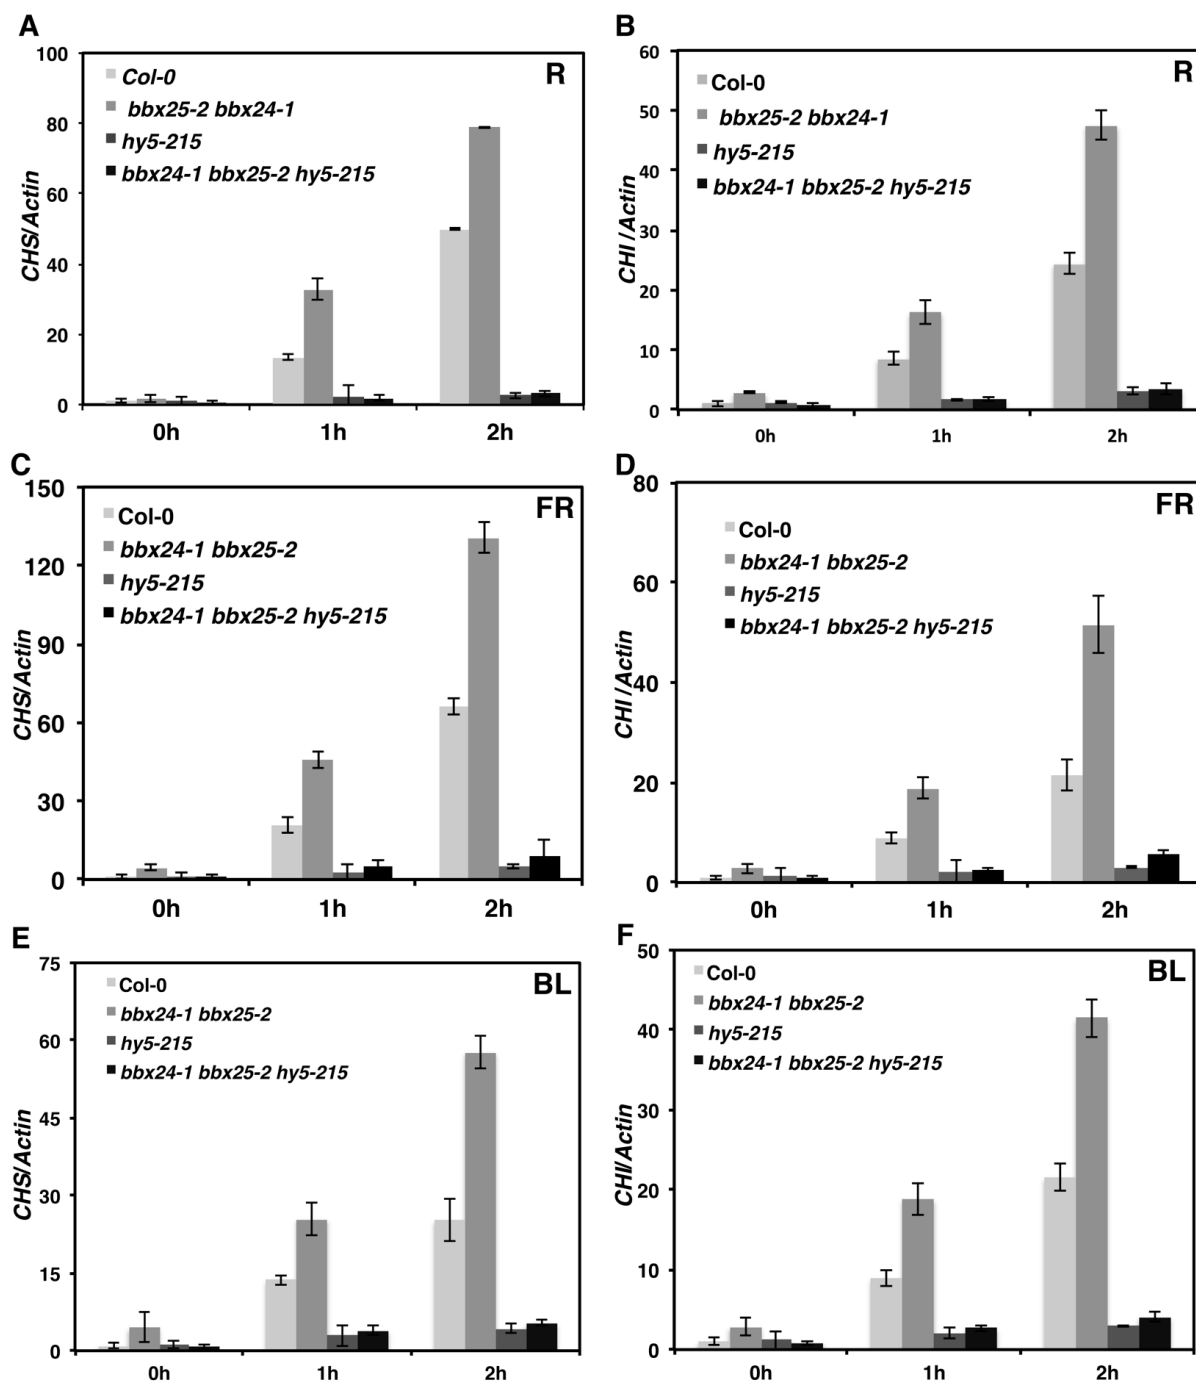 A
R
100
80
60
40
20
0
CHS/Actin
Col-0
bbx25-2 bbx24-1
hy5-215
bbx24-1 bbx25-2 hy5-215
0h 1h 2h
B
R
60
50
40
30
20
10
0
CHI/Actin
Col-0
bbx25-2 bbx24-1
hy5-215
bbx24-1 bbx25-2 hy5-215
0h 1h 2h
C
FR
150
120
90
60
30
0
CHS/Actin
Col-0
bbx24-1 bbx25-2
hy5-215
bbx24-1 bbx25-2 hy5-215
0h 1h 2h
D
FR
80
60
40
20
0
CHI/Actin
Col-0
bbx24-1 bbx25-2
hy5-215
bbx24-1 bbx25-2 hy5-215
0h 1h 2h
E
BL
75
60
45
30
15
0
CHS/Actin
Col-0
bbx24-1 bbx25-2
hy5-215
bbx24-1 bbx25-2 hy5-215
0h 1h 2h
F
BL
50
40
30
20
10
0
CHI/Actin
Col-0
bbx24-1 bbx25-2
hy5-215
bbx24-1 bbx25-2 hy5-215
0h 1h 2h